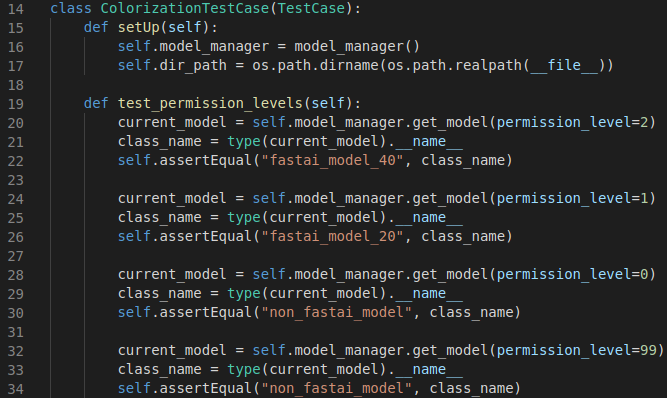 14 class ColorizationTestCase(TestCase):
15     def setUp(self):
16         self.model_manager = model_manager()
17         self.dir_path = os.path.dirname(os.path.realpath(__file__))
18
19     def test_permission_levels(self):
20         current_model = self.model_manager.get_model(permission_level=2)
21         class_name = type(current_model).__name__
22         self.assertEqual("fastai_model_40", class_name)
23
24         current_model = self.model_manager.get_model(permission_level=1)
25         class_name = type(current_model).__name__
26         self.assertEqual("fastai_model_20", class_name)
27
28         current_model = self.model_manager.get_model(permission_level=0)
29         class_name = type(current_model).__name__
30         self.assertEqual("non_fastai_model", class_name)
31
32         current_model = self.model_manager.get_model(permission_level=99)
33         class_name = type(current_model).__name__
34         self.assertEqual("non_fastai_model", class_name)